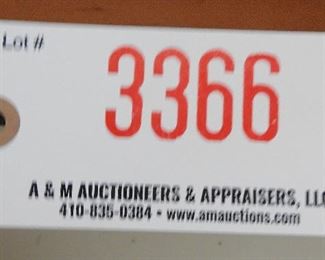 Lot #
3366
A & M AUCTIONEERS & APPRAISERS, LLC
410-835-0384 • www.amauctions.com